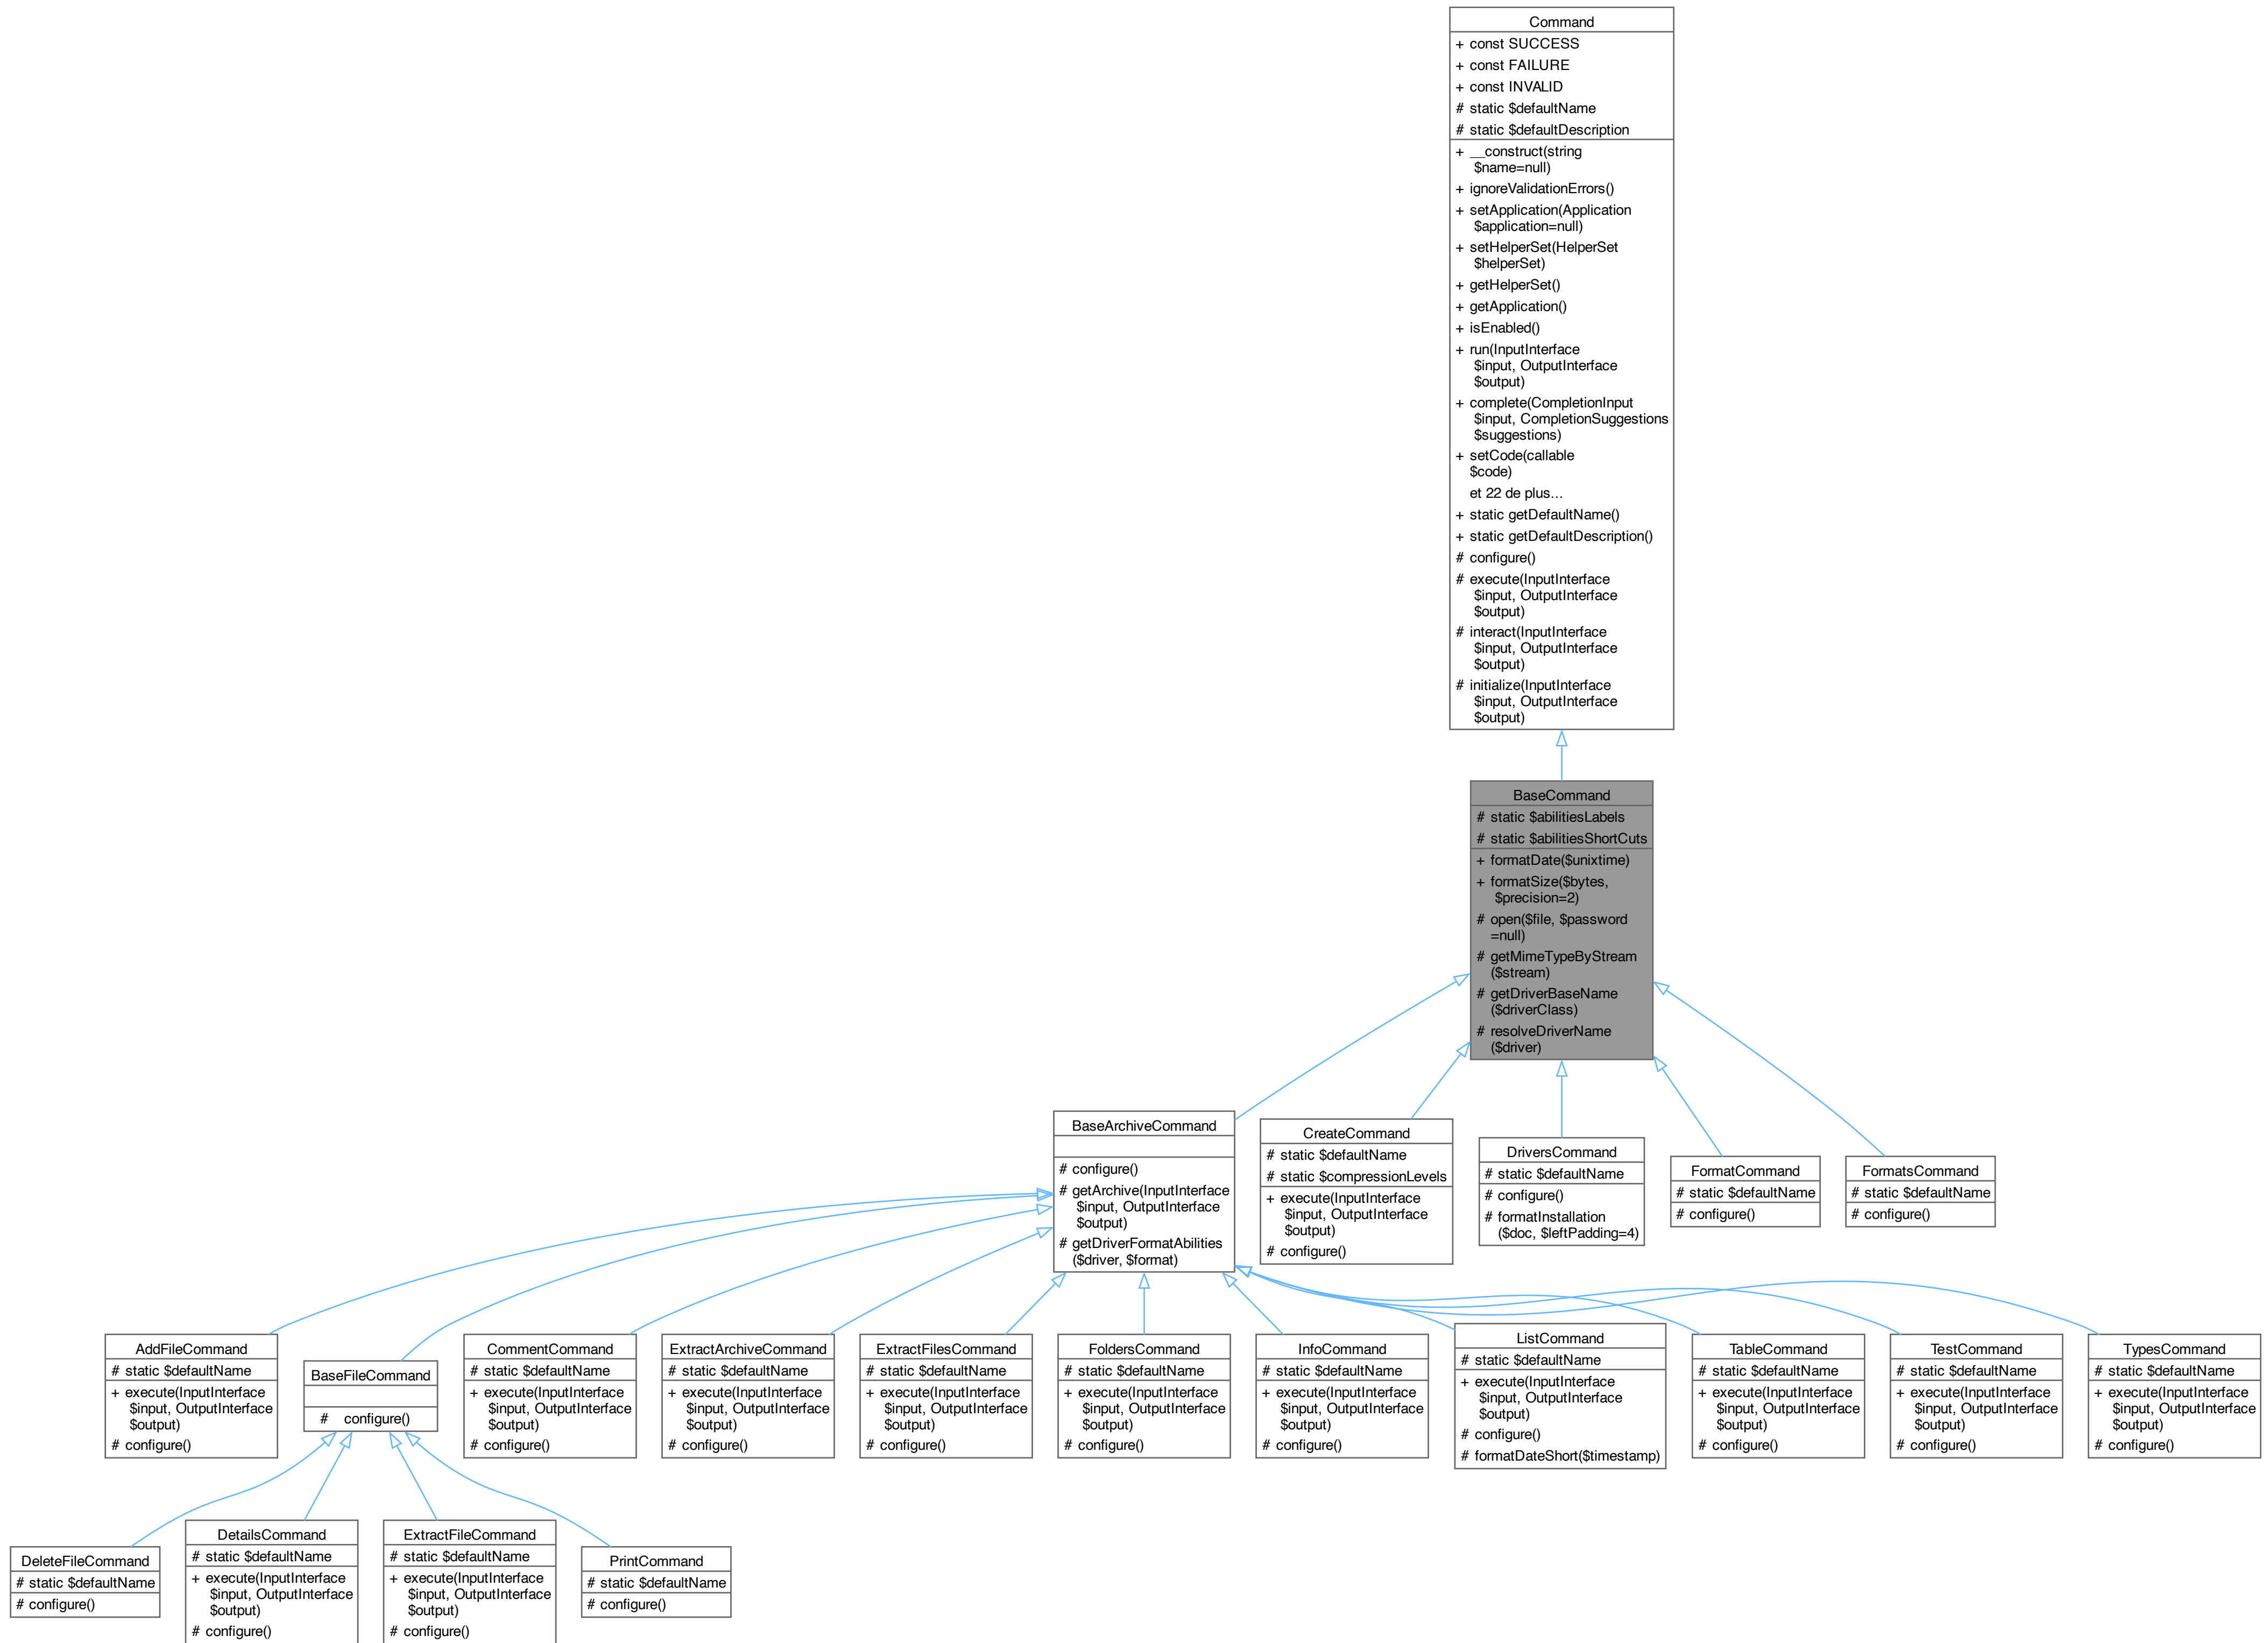 Command
+ const SUCCESS
+ const FAILURE
+ const INVALID
# static $defaultName
# static $defaultDescription
+ __construct(string
$name=null)
+ ignoreValidationErrors()
+ setApplication(Application
$application=null)
+ setHelperSet(HelperSet
$helperSet)
+ getHelperSet()
+ getApplication()
+ isEnabled()
+ run(InputInterface
$input, OutputInterface
$output)
+ complete(CompletionInput
$input, CompletionSuggestions
$suggestions)
+ setCode(callable
$code)
et 22 de plus...
+ static getDefaultName()
+ static getDefaultDescription()
# configure()
# execute(InputInterface
$input, OutputInterface
$output)
# interact(InputInterface
$input, OutputInterface
$output)
# initialize(InputInterface
$input, OutputInterface
$output)
BaseCommand
# static $abilitiesLabels
# static $abilitiesShortCuts
+ formatDate($unixtime)
+ formatSize($bytes,
$precision=2)
# open($file, $password
=null)
# getMimeTypeByStream
($stream)
# getDriverBaseName
($driverClass)
# resolveDriverName
($driver)
BaseArchiveCommand
# configure()
# getArchive(InputInterface
$input, OutputInterface
$output)
# getDriverFormatAbilities
($driver, $format)
CreateCommand
# static $defaultName
# static $compressionLevels
+ execute(InputInterface
$input, OutputInterface
$output)
# configure()
DriversCommand
# static $defaultName
# configure()
# formatInstallation
($doc, $leftPadding=4)
FormatCommand
# static $defaultName
# configure()
FormatsCommand
# static $defaultName
# configure()
AddFileCommand
# static $defaultName
+ execute(InputInterface
$input, OutputInterface
$output)
# configure()
BaseFileCommand
# configure()
CommentCommand
# static $defaultName
+ execute(InputInterface
$input, OutputInterface
$output)
# configure()
ExtractArchiveCommand
# static $defaultName
+ execute(InputInterface
$input, OutputInterface
$output)
# configure()
ExtractFilesCommand
# static $defaultName
+ execute(InputInterface
$input, OutputInterface
$output)
# configure()
FoldersCommand
# static $defaultName
+ execute(InputInterface
$input, OutputInterface
$output)
# configure()
InfoCommand
# static $defaultName
+ execute(InputInterface
$input, OutputInterface
$output)
# configure()
ListCommand
# static $defaultName
+ execute(InputInterface
$input, OutputInterface
$output)
# configure()
# formatDateShort($timestamp)
TableCommand
# static $defaultName
+ execute(InputInterface
$input, OutputInterface
$output)
# configure()
TestCommand
# static $defaultName
+ execute(InputInterface
$input, OutputInterface
$output)
# configure()
TypesCommand
# static $defaultName
+ execute(InputInterface
$input, OutputInterface
$output)
# configure()
DeleteFileCommand
# static $defaultName
# configure()
DetailsCommand
# static $defaultName
+ execute(InputInterface
$input, OutputInterface
$output)
# configure()
ExtractFileCommand
# static $defaultName
+ execute(InputInterface
$input, OutputInterface
$output)
# configure()
PrintCommand
# static $defaultName
# configure()